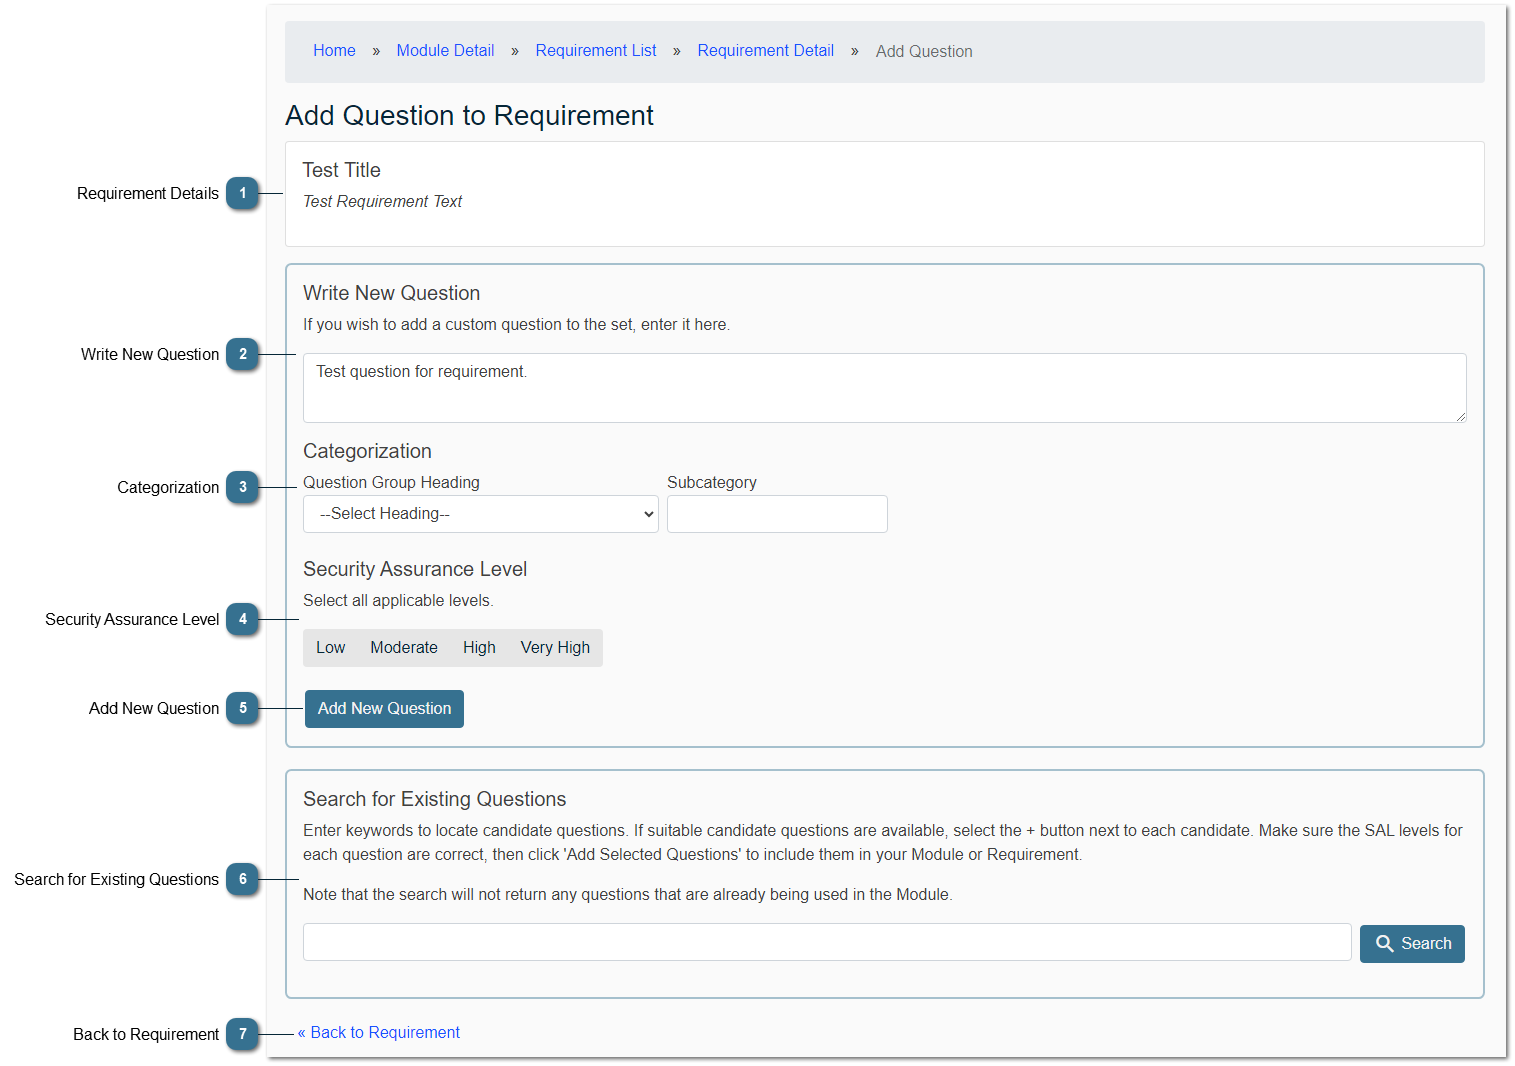 Home » Module Detail » Requirement List » Requirement Detail » Add Question
Add Question to Requirement
Test Title
Requirement Details 1
Test Requirement Text
Write New Question
If you wish to add a custom question to the set, enter it here.
Write New Question 2
Test question for requirement.
Categorization
Question Group Heading Subcategory
Categorization 3
--Select Heading--
Security Assurance Level
Select all applicable levels.
Security Assurance Level 4
Low Moderate High Very High
Add New Question 5
Add New Question
Search for Existing Questions
Enter keywords to locate candidate questions. If suitable candidate questions are available, select the + button next to each candidate. Make sure the SAL levels for
each question are correct, then click 'Add Selected Questions' to include them in your Module or Requirement.
Search for Existing Questions 6
Note that the search will not return any questions that are already being used in the Module.
Search
Back to Requirement 7
« Back to Requirement